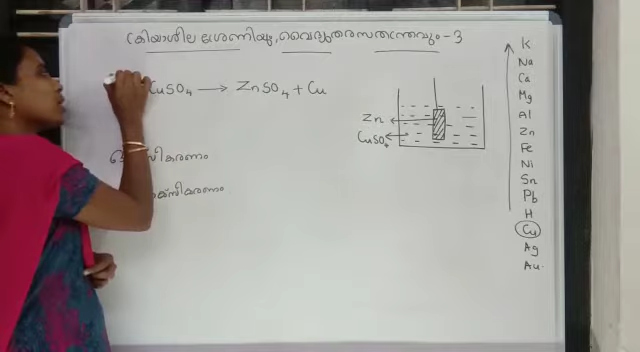 ക്രിയാശീല ശ്രേണിയും, വൈദ്യുതരസതന്ത്രവും - 3
CuSO₄ ⟶ ZnSO₄ + Cu
Zn
CuSO₄
K
Na
Ca
Mg
Al
Zn
Fe
Ni
Sn
Pb
H
Cu
Ag
Au